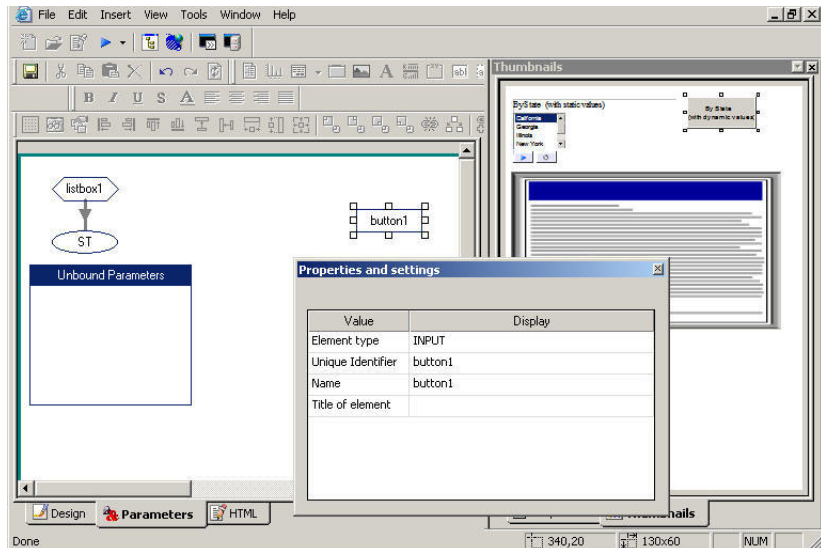 File Edit Insert View Tools Window Help
B I U S A
A abl
Thumbnails
ByState (with static values)
California
Georgia
Illinois
New York
By State
(with dynamic values)
listbox1
ST
button1
Unbound Parameters
Properties and settings
Value Display
Element type INPUT
Unique Identifier button1
Name button1
Title of element
Design Parameters HTML
Done 340,20 130x60 NUM